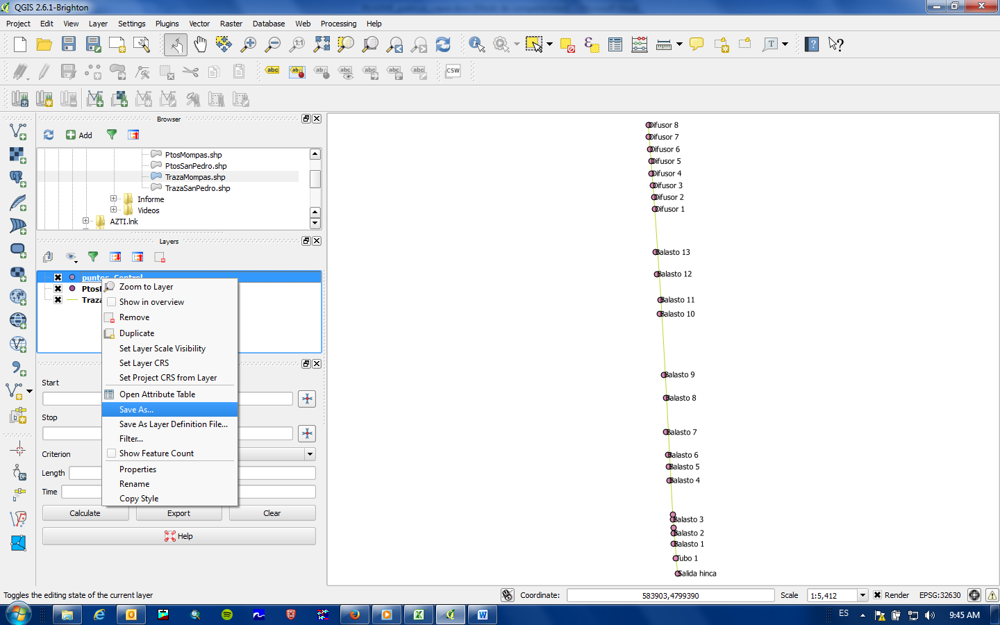 QGIS 2.6.1-Brighton
Project Edit View Layer Settings Plugins Vector Raster Database Web Processing Help
abc ab abc abc abc abc abc CSW
Browser
Add
PtosMompas.shp
PtosSanPedro.shp
TrazaMompas.shp
TrazaSanPedro.shp
Informe
Videos
AZTI.lnk
Layers
Zoom to Layer
Show in overview
Remove
Duplicate
Set Layer Scale Visibility
Set Layer CRS
Set Project CRS from Layer
Open Attribute Table
Save As...
Save As Layer Definition File...
Filter...
Show Feature Count
Properties
Rename
Copy Style
Start
Stop
Criterion
Length
Time
Calculate Export Clear
Help
Difusor 8
Difusor 7
Difusor 6
Difusor 5
Difusor 4
Difusor 3
Difusor 2
Difusor 1
Balasto 13
Balasto 12
Balasto 11
Balasto 10
Balasto 9
Balasto 8
Balasto 7
Balasto 6
Balasto 5
Balasto 4
Balasto 3
Balasto 2
Balasto 1
Tubo 1
Salida hinca
Toggles the editing state of the current layer
Coordinate: 583903,4799390 Scale 1:5,412 Render EPSG:32630
ES 9:45 AM